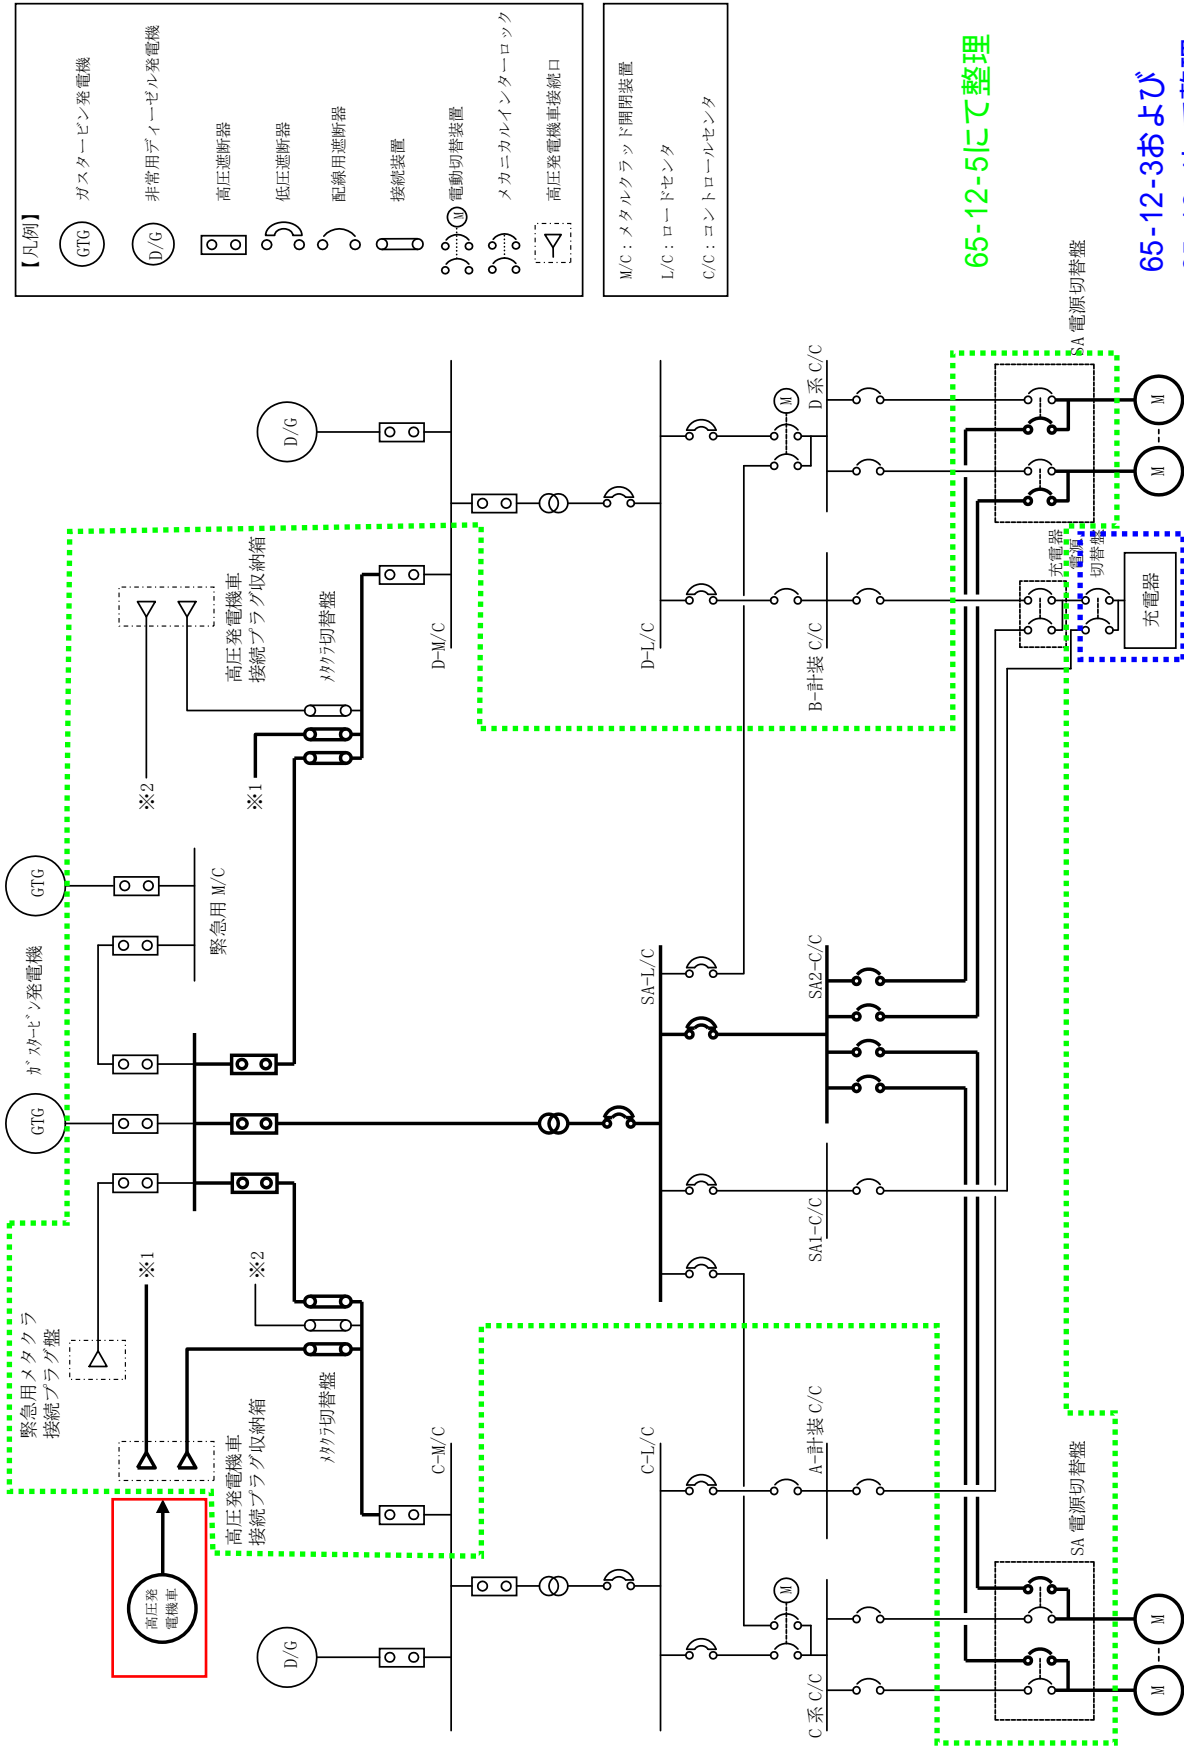 【凡例】
GTG
ガスタービン発電機
D/G
非常用ディーゼル発電機
高圧遮断器
低圧遮断器
配線用遮断器
接続装置
M
電動切替装置
メカニカルインターロック
高圧発電機車接続口
M/C：メタルクラッド開閉装置
L/C：ロードセンタ
C/C：コントロールセンタ
65-12-5にて整理
65-12-3および
GTG
ｶﾞｽﾀｰﾋﾞﾝ発電機
GTG
緊急用 M/C
緊急用メタクラ
接続プラグ盤
※1
※2
高圧発
電機車
高圧発電機車
接続プラグ収納箱
ﾒﾀｸﾗ切替盤
※2
※1
高圧発電機車
接続プラグ収納箱
ﾒﾀｸﾗ切替盤
D/G
D/G
C-M/C
D-M/C
C-L/C
SA-L/C
D-L/C
M
M
C 系 C/C
A-計装 C/C
SA1-C/C
SA2-C/C
B-計装 C/C
D 系 C/C
SA 電源切替盤
SA 電源切替盤
充電器
電源
切替盤
充電器
M
M
M
M